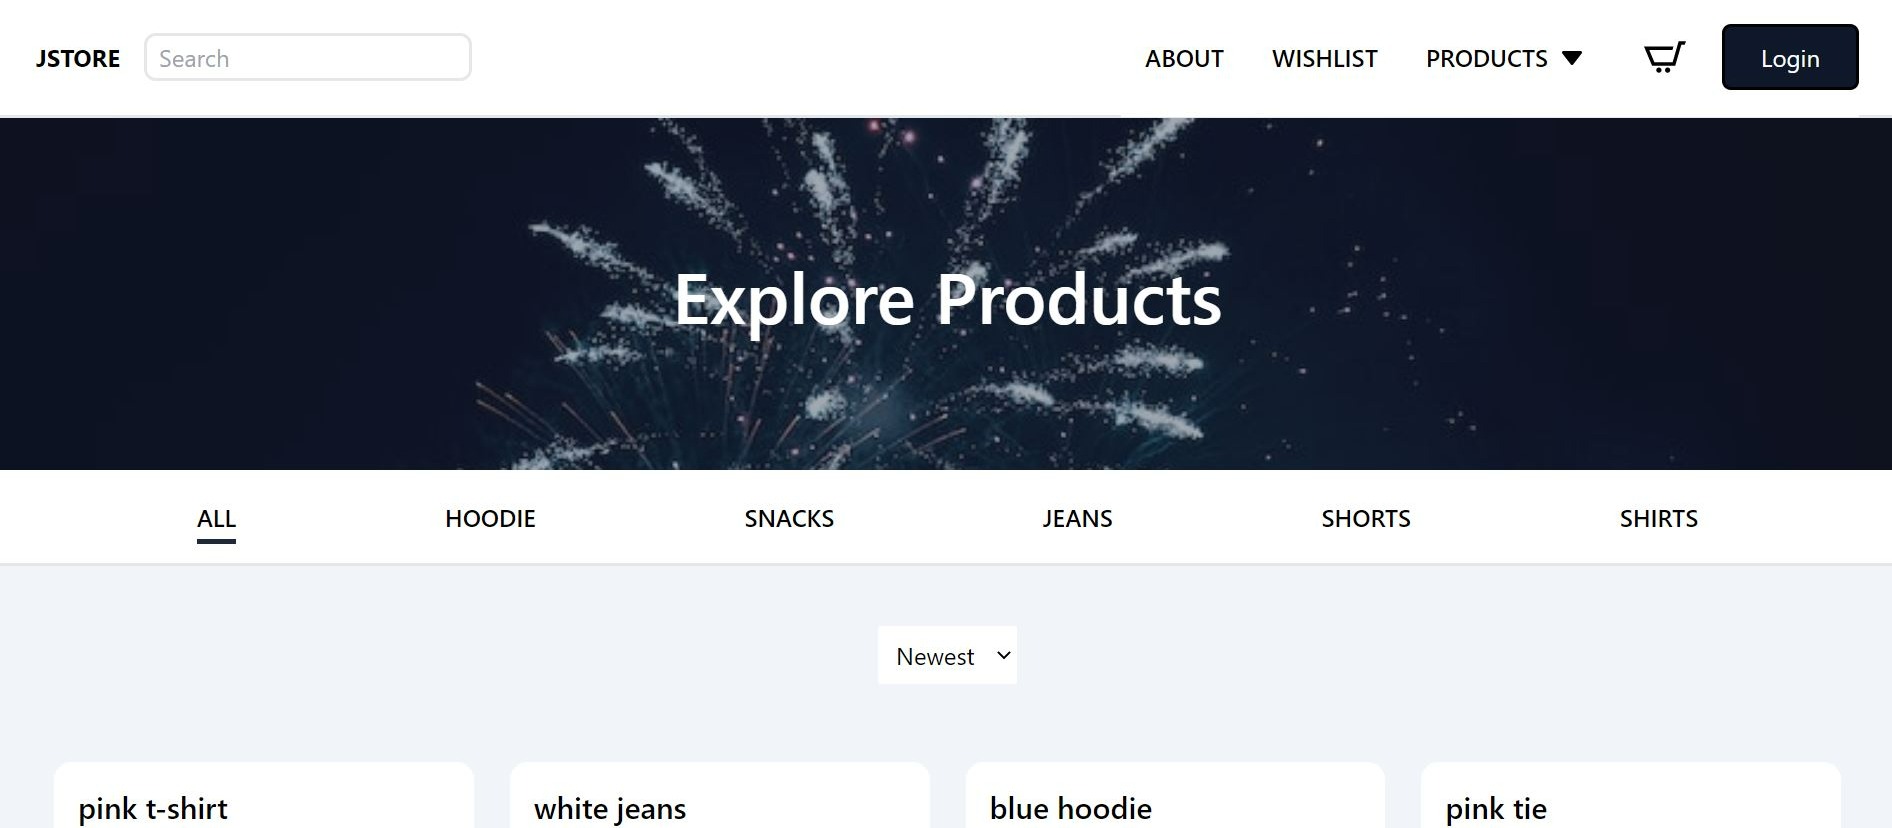 JSTORE Search ABOUT WISHLIST PRODUCTS Login
Explore Products
ALL HOODIE SNACKS JEANS SHORTS SHIRTS
Newest
pink t-shirt white jeans blue hoodie pink tie